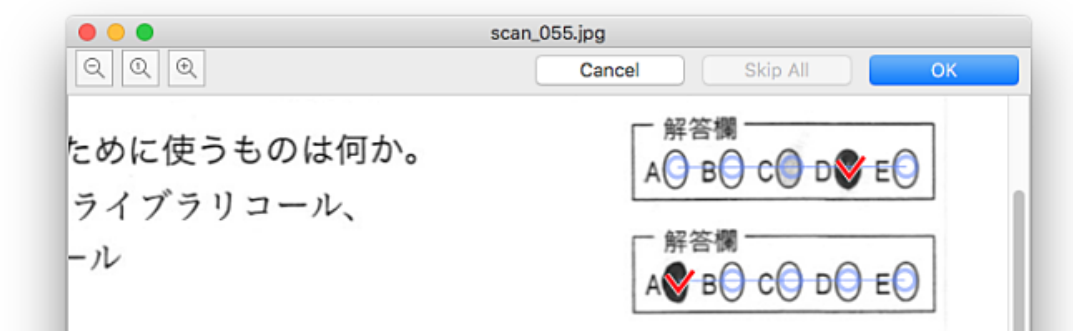 scan_055.jpg
Cancel
Skip All
OK
ために使うものは何か。
ライブラリコール、
ール
解答欄
A B C D E
解答欄
A B C D E